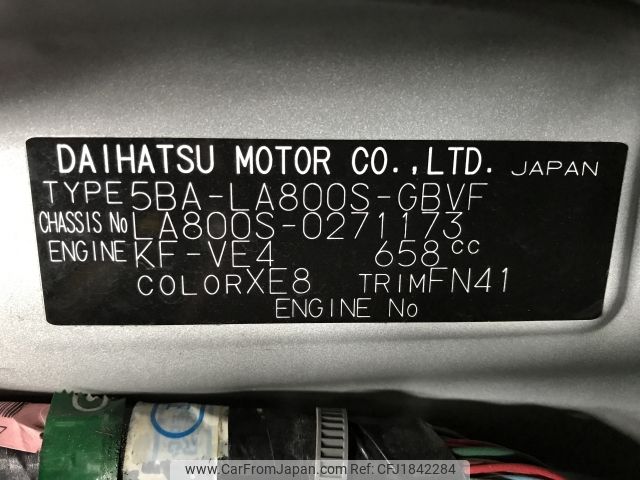 DAIHATSU MOTOR CO.,LTD. JAPAN
TYPE 5BA-LA800S-GBVF
CHASSIS No LA800S-0271173
ENGINE KF-VE4 658cc
COLOR XE8 TRIM FN41
ENGINE No
www.CarFromJapan.com Ref: CFJ1842284